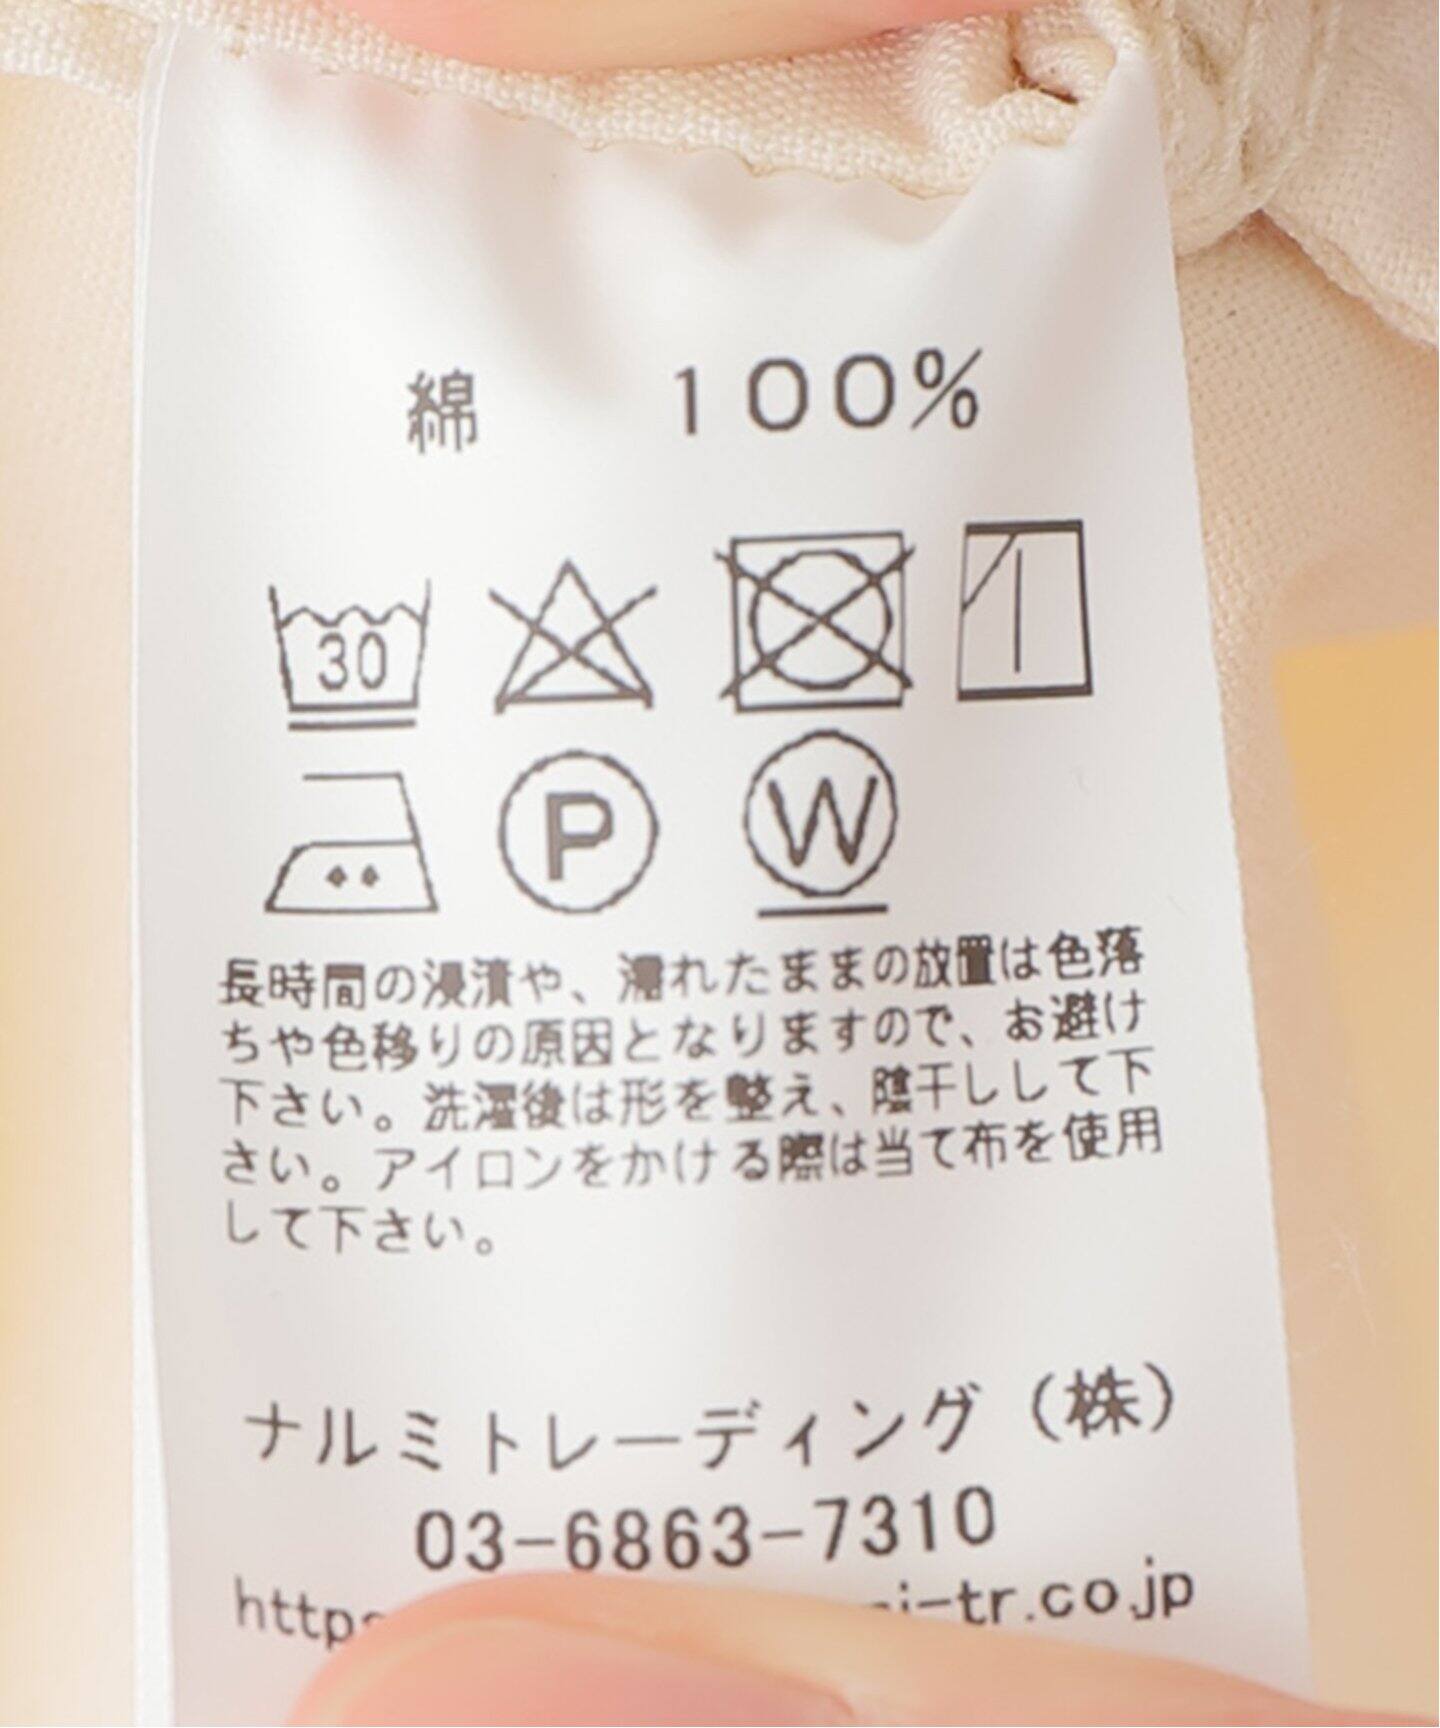 綿 100%
30
P W
長時間の浸漬や、濡れたままの放置は色落
ちや色移りの原因となりますので、お避け
下さい。洗濯後は形を整え、陰干しして下
さい。アイロンをかける際は当て布を使用
して下さい。
ナルミトレーディング（株）
03-6863-7310
http i-tr.co.jp